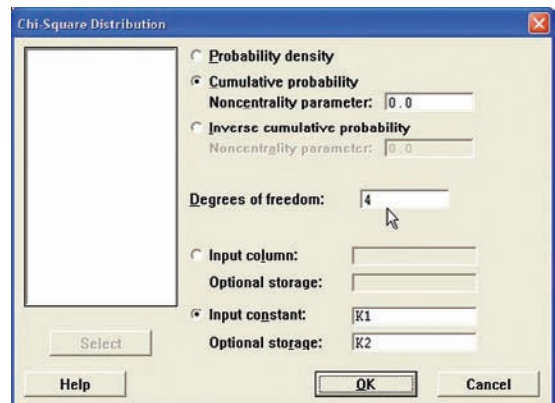 Chi-Square Distribution
Probability density
Cumulative probability
Noncentrality parameter: 0.0
Inverse cumulative probability
Noncentrality parameter: 0.0
Degrees of freedom: 4
Input column:
Optional storage:
Input constant: K1
Optional storage: K2
Select
Help OK Cancel